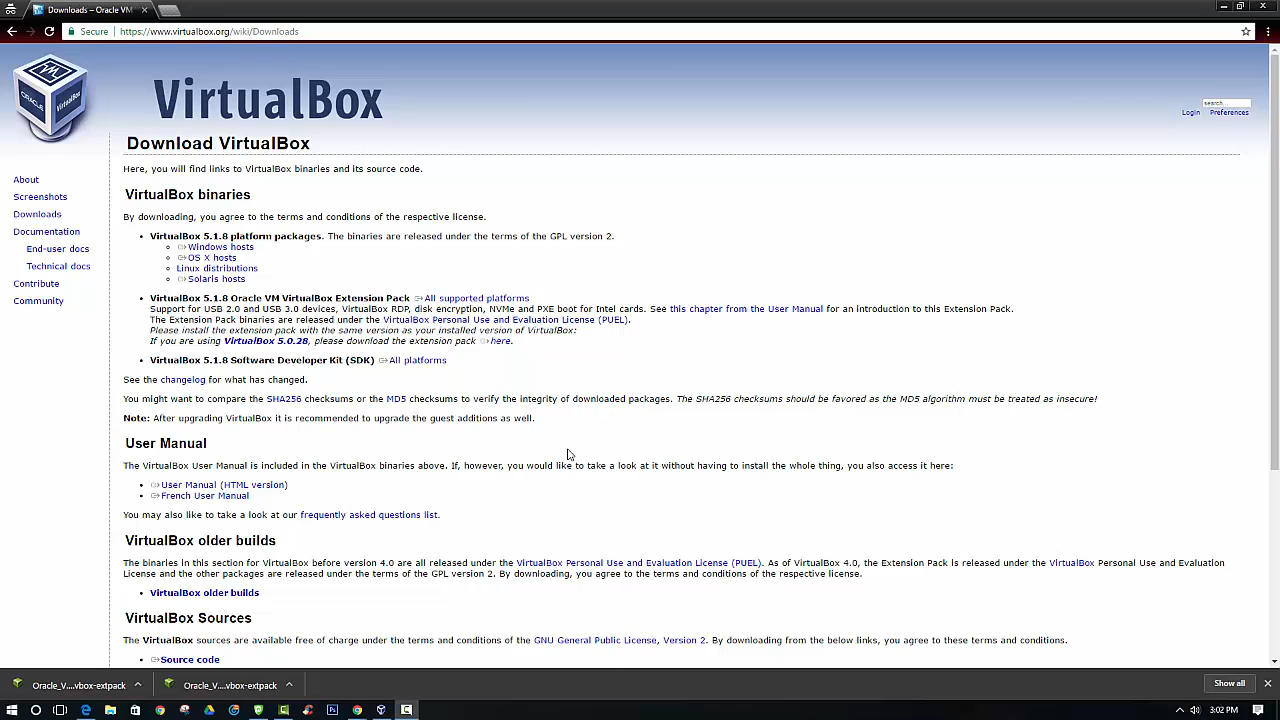 Downloads – Oracle VM
Secure https://www.virtualbox.org/wiki/Downloads
VM
ORACLE
VirtualBox
VirtualBox
search...
Login Preferences
About
Screenshots
Downloads
Documentation
End-user docs
Technical docs
Contribute
Community
Download VirtualBox
Here, you will find links to VirtualBox binaries and its source code.
VirtualBox binaries
By downloading, you agree to the terms and conditions of the respective license.
VirtualBox 5.1.8 platform packages. The binaries are released under the terms of the GPL version 2.
Windows hosts
OS X hosts
Linux distributions
Solaris hosts
VirtualBox 5.1.8 Oracle VM VirtualBox Extension Pack All supported platforms
Support for USB 2.0 and USB 3.0 devices, VirtualBox RDP, disk encryption, NVMe and PXE boot for Intel cards. See this chapter from the User Manual for an introduction to this Extension Pack.
The Extension Pack binaries are released under the VirtualBox Personal Use and Evaluation License (PUEL).
Please install the extension pack with the same version as your installed version of VirtualBox:
If you are using VirtualBox 5.0.28, please download the extension pack here.
VirtualBox 5.1.8 Software Developer Kit (SDK) All platforms
See the changelog for what has changed.
You might want to compare the SHA256 checksums or the MD5 checksums to verify the integrity of downloaded packages. The SHA256 checksums should be favored as the MD5 algorithm must be treated as insecure!
Note: After upgrading VirtualBox it is recommended to upgrade the guest additions as well.
User Manual
The VirtualBox User Manual is included in the VirtualBox binaries above. If, however, you would like to take a look at it without having to install the whole thing, you also access it here:
User Manual (HTML version)
French User Manual
You may also like to take a look at our frequently asked questions list.
VirtualBox older builds
The binaries in this section for VirtualBox before version 4.0 are all released under the VirtualBox Personal Use and Evaluation License (PUEL). As of VirtualBox 4.0, the Extension Pack is released under the VirtualBox Personal Use and Evaluation
License and the other packages are released under the terms of the GPL version 2. By downloading, you agree to the terms and conditions of the respective license.
VirtualBox older builds
VirtualBox Sources
The VirtualBox sources are available free of charge under the terms and conditions of the GNU General Public License, Version 2. By downloading from the below links, you agree to these terms and conditions.
Source code
Oracle_V....vbox-extpack
Oracle_V....vbox-extpack
Show all
3:02 PM